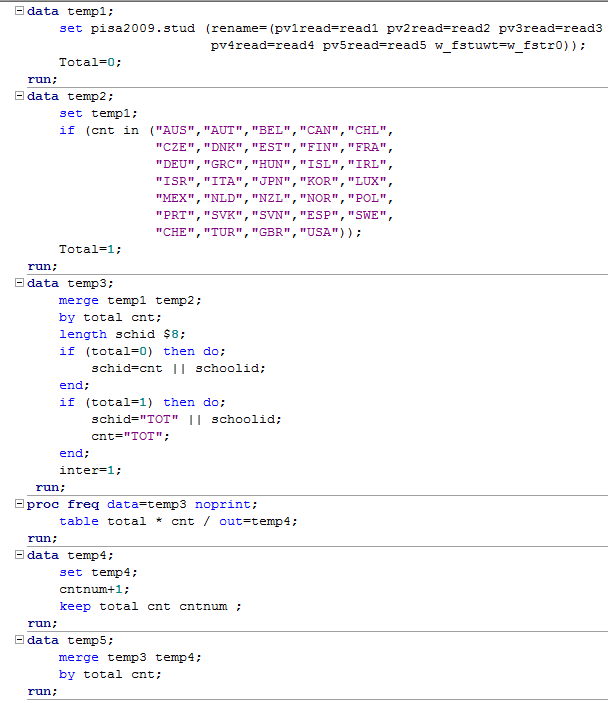 data temp1;
set pisa2009.stud (rename=(pv1read=read1 pv2read=read2 pv3read=read3
pv4read=read4 pv5read=read5 w_fstuwt=w_fstr0));
Total=0;
run;
data temp2;
set temp1;
if (cnt in ("AUS","AUT","BEL","CAN","CHL",
"CZE","DNK","EST","FIN","FRA",
"DEU","GRC","HUN","ISL","IRL",
"ISR","ITA","JPN","KOR","LUX",
"MEX","NLD","NZL","NOR","POL",
"PRT","SVK","SVN","ESP","SWE",
"CHE","TUR","GBR","USA"));
Total=1;
run;
data temp3;
merge temp1 temp2;
by total cnt;
length schid $8;
if (total=0) then do;
schid=cnt || schoolid;
end;
if (total=1) then do;
schid="TOT" || schoolid;
cnt="TOT";
end;
inter=1;
run;
proc freq data=temp3 noprint;
table total * cnt / out=temp4;
run;
data temp4;
set temp4;
cntnum+1;
keep total cnt cntnum ;
run;
data temp5;
merge temp3 temp4;
by total cnt;
run;